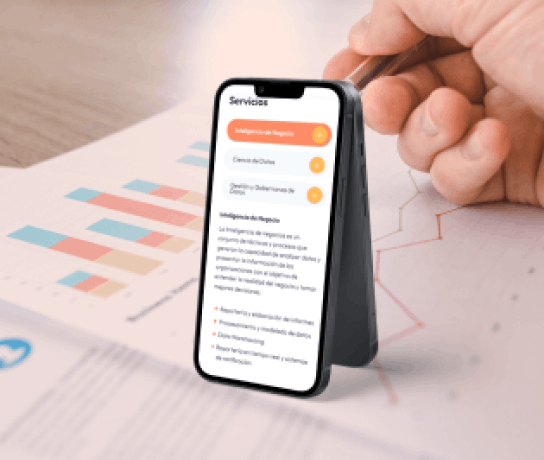 Servicios
Inteligencia de Negocio
Ciencia de Datos
Gestión y Gobierno de
Datos
Inteligencia de Negocio
La Inteligencia de negocios es un
conjunto de técnicas y procesos que
generan la capacidad de analizar datos y
presentar la información de las
organizaciones con el objetivo de
entender la realidad del negocio y tomar
mejores decisiones.
Reportería y elaboración de informes
Procesamiento y modelado de datos
Data Warehousing
Reportería en tiempo real y sistemas
de notificación
Business